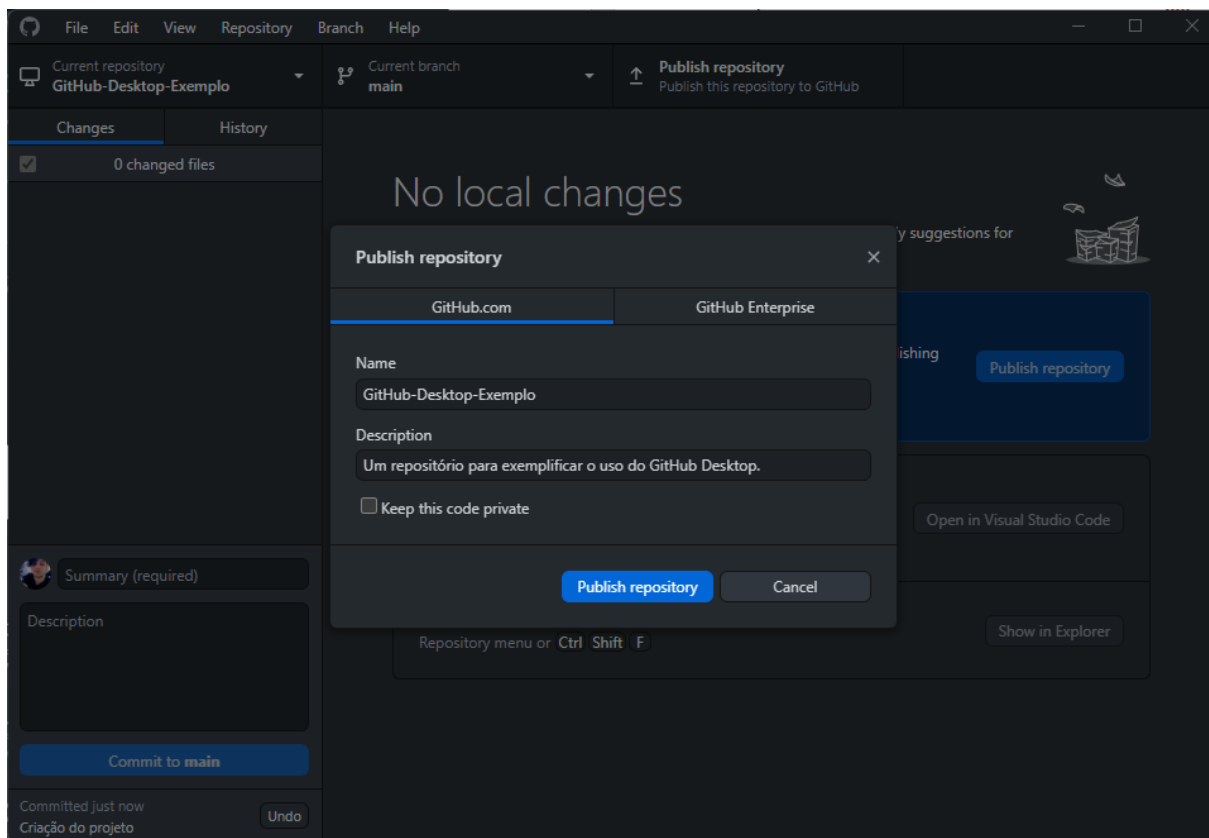 File Edit View Repository Branch Help
Current repository
GitHub-Desktop-Exemplo
Current branch
main
Publish repository
Publish this repository to GitHub
Changes History
0 changed files
No local changes
y suggestions for
Publish repository
GitHub.com GitHub Enterprise
ishing
Publish repository
Name
GitHub-Desktop-Exemplo
Description
Um repositório para exemplificar o uso do GitHub Desktop.
Keep this code private
Open in Visual Studio Code
Publish repository Cancel
Repository menu or Ctrl Shift F
Show in Explorer
Summary (required)
Description
Commit to main
Committed just now
Criação do projeto
Undo